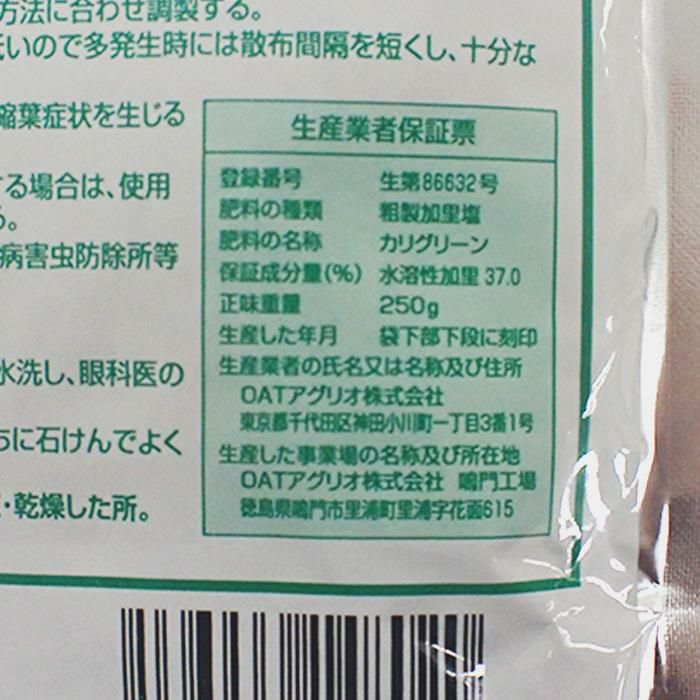 方法に合わせ調製する。
いので多発生時には散布間隔を短くし、十分な
縮葉症状を生じる
する場合は、使用
る。
病害虫防除所等
水洗し、眼科医の
うに石けんでよく
・乾燥した所。
生産業者保証票
登録番号 生第86632号
肥料の種類 粗製加里塩
肥料の名称 カリグリーン
保証成分量(%) 水溶性加里 37.0
正味重量 250g
生産した年月 袋下部下段に刻印
生産業者の氏名又は名称及び住所
OATアグリオ株式会社
東京都千代田区神田小川町一丁目3番1号
生産した事業場の名称及び所在地
OATアグリオ株式会社 鳴門工場
徳島県鳴門市里浦町里浦字花面615